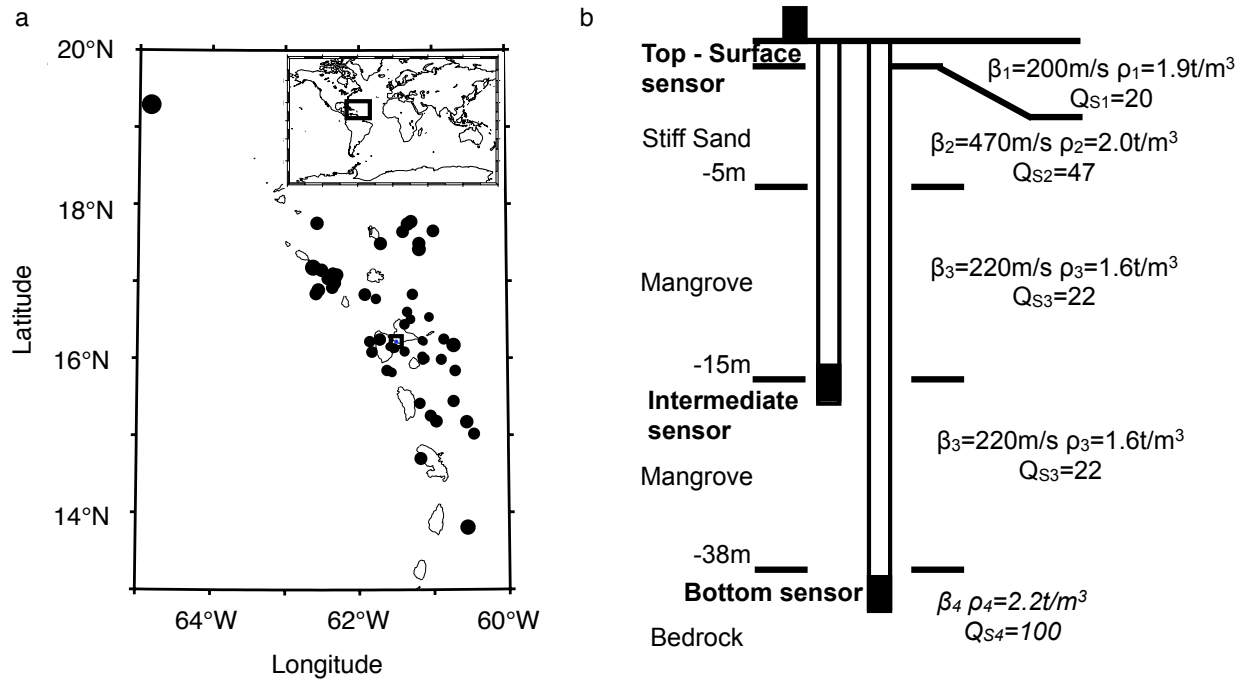 a
20°N
18°N
16°N
14°N
Latitude
64°W
62°W
60°W
Longitude
b
Top - Surface
sensor
β1=200m/s ρ1=1.9t/m³
QS1=20
Stiff Sand
β2=470m/s ρ2=2.0t/m³
QS2=47
-5m
Mangrove
β3=220m/s ρ3=1.6t/m³
QS3=22
-15m
Intermediate
sensor
β3=220m/s ρ3=1.6t/m³
QS3=22
Mangrove
-38m
Bottom sensor
β4 ρ4=2.2t/m³
QS4=100
Bedrock